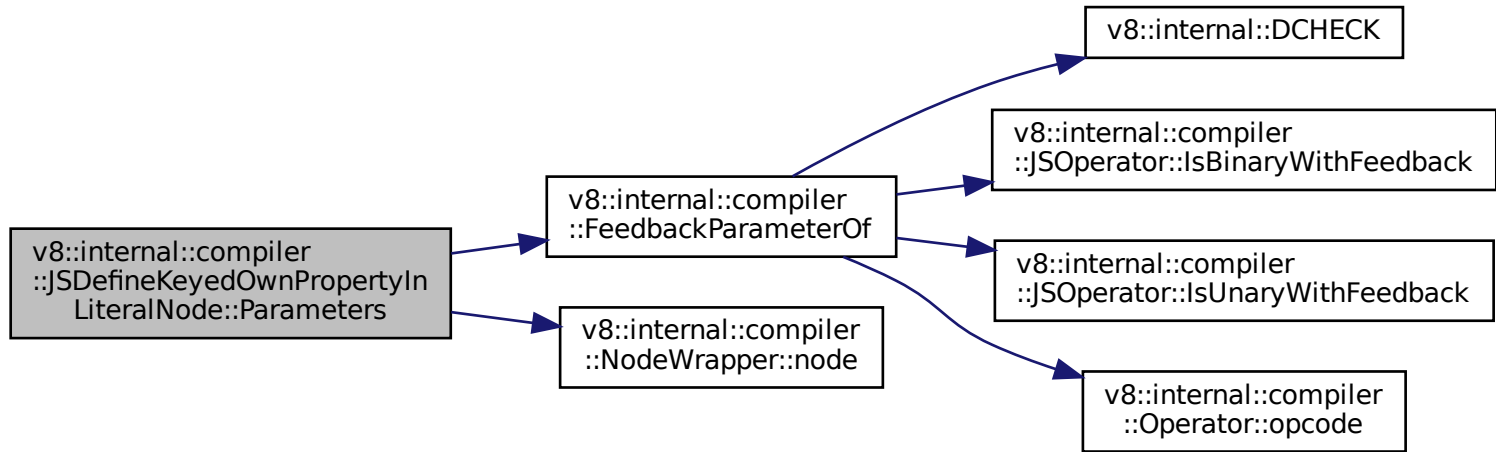 v8::internal::compiler
::JSDefineKeyedOwnPropertyIn
LiteralNode::Parameters
v8::internal::compiler
::FeedbackParameterOf
v8::internal::compiler
::NodeWrapper::node
v8::internal::DCHECK
v8::internal::compiler
::JSOperator::IsBinaryWithFeedback
v8::internal::compiler
::JSOperator::IsUnaryWithFeedback
v8::internal::compiler
::Operator::opcode